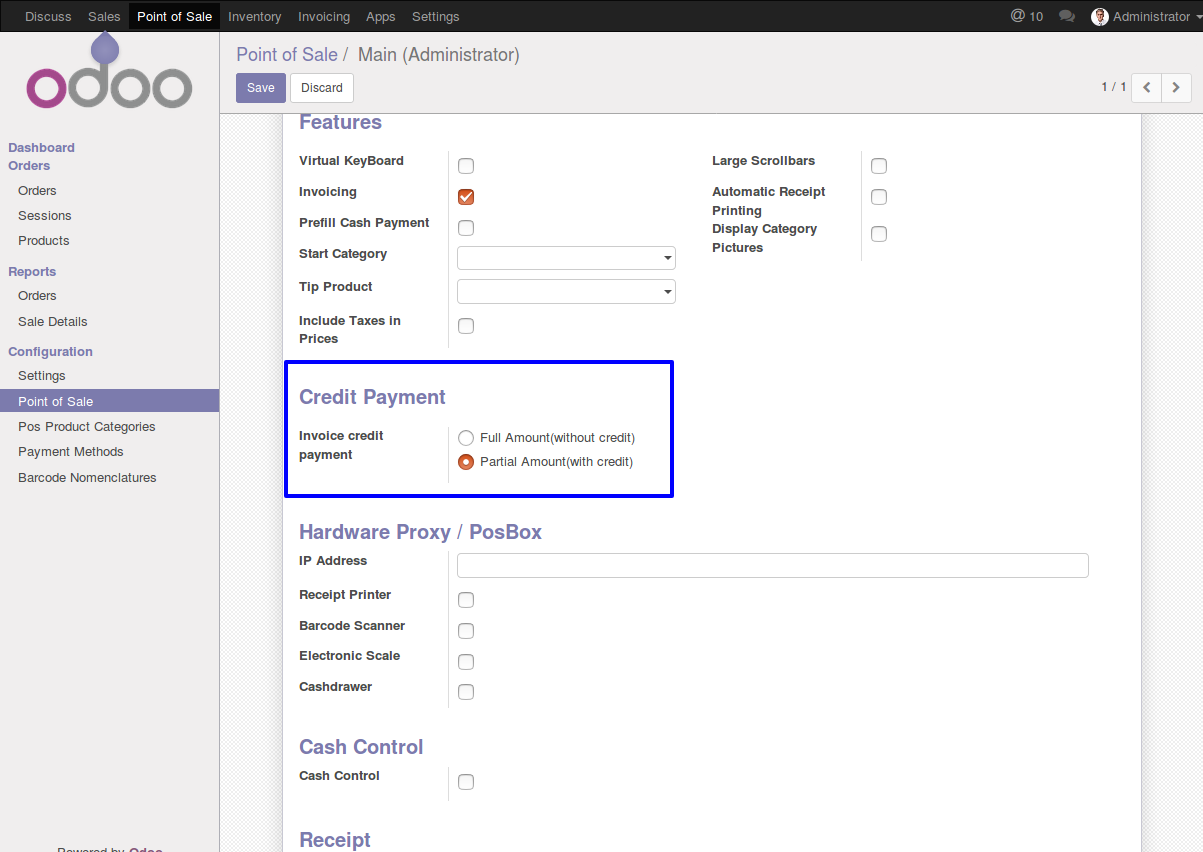 Discuss Sales Point of Sale Inventory Invoicing Apps Settings @ 10 Administrator
odoo
Point of Sale / Main (Administrator)
Save Discard 1 / 1
Dashboard
Orders
Orders
Sessions
Products
Reports
Orders
Sale Details
Configuration
Settings
Point of Sale
Pos Product Categories
Payment Methods
Barcode Nomenclatures
Powered by Odoo
Features
Virtual KeyBoard
Invoicing
Prefill Cash Payment
Start Category
Tip Product
Include Taxes in
Prices
Large Scrollbars
Automatic Receipt
Printing
Display Category
Pictures
Credit Payment
Invoice credit
payment
Full Amount(without credit)
Partial Amount(with credit)
Hardware Proxy / PosBox
IP Address
Receipt Printer
Barcode Scanner
Electronic Scale
Cashdrawer
Cash Control
Cash Control
Receipt